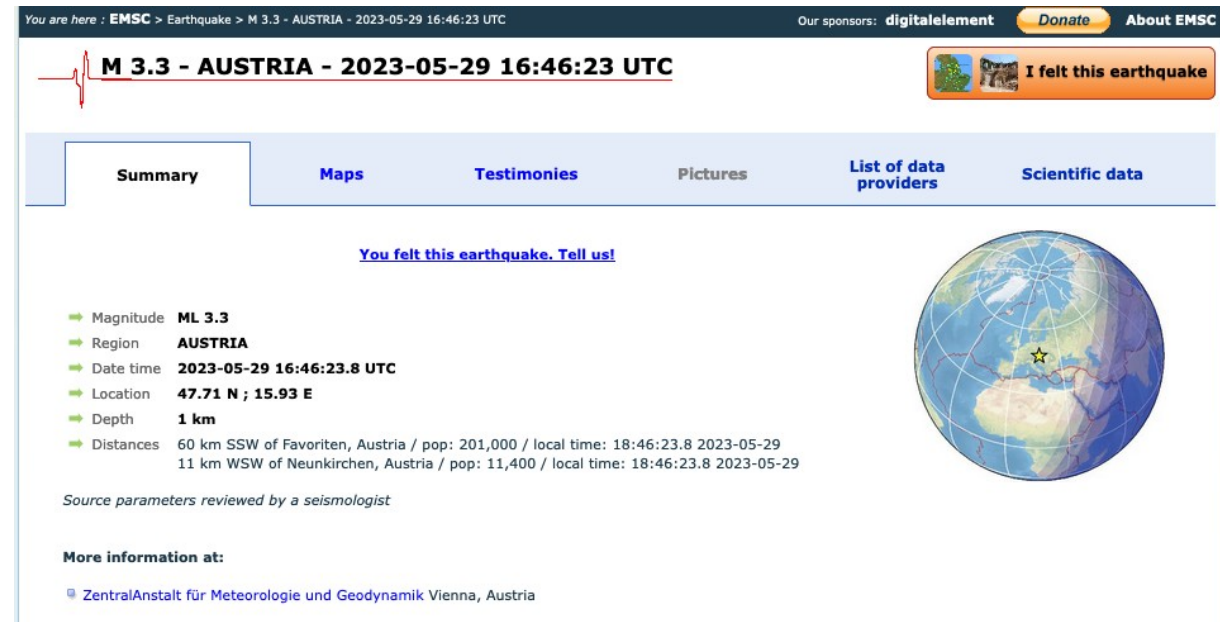 You are here : EMSC > Earthquake > M 3.3 - AUSTRIA - 2023-05-29 16:46:23 UTC
Our sponsors: digitalelement Donate About EMSC
M 3.3 - AUSTRIA - 2023-05-29 16:46:23 UTC
I felt this earthquake
Summary
Maps
Testimonies
Pictures
List of data
providers
Scientific data
You felt this earthquake. Tell us!
Magnitude ML 3.3
Region AUSTRIA
Date time 2023-05-29 16:46:23.8 UTC
Location 47.71 N ; 15.93 E
Depth 1 km
Distances 60 km SSW of Favoriten, Austria / pop: 201,000 / local time: 18:46:23.8 2023-05-29
11 km WSW of Neunkirchen, Austria / pop: 11,400 / local time: 18:46:23.8 2023-05-29
Source parameters reviewed by a seismologist
More information at:
ZentralAnstalt für Meteorologie und Geodynamik Vienna, Austria